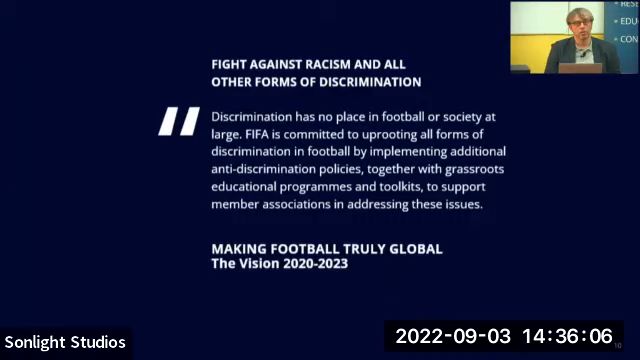 RESE
EDU
CON
FIGHT AGAINST RACISM AND ALL
OTHER FORMS OF DISCRIMINATION
Discrimination has no place in football or society at
large. FIFA is committed to uprooting all forms of
discrimination in football by implementing additional
anti-discrimination policies, together with grassroots
educational programmes and toolkits, to support
member associations in addressing these issues.
MAKING FOOTBALL TRULY GLOBAL
The Vision 2020-2023
2022-09-03 14:36:06
Sonlight Studios